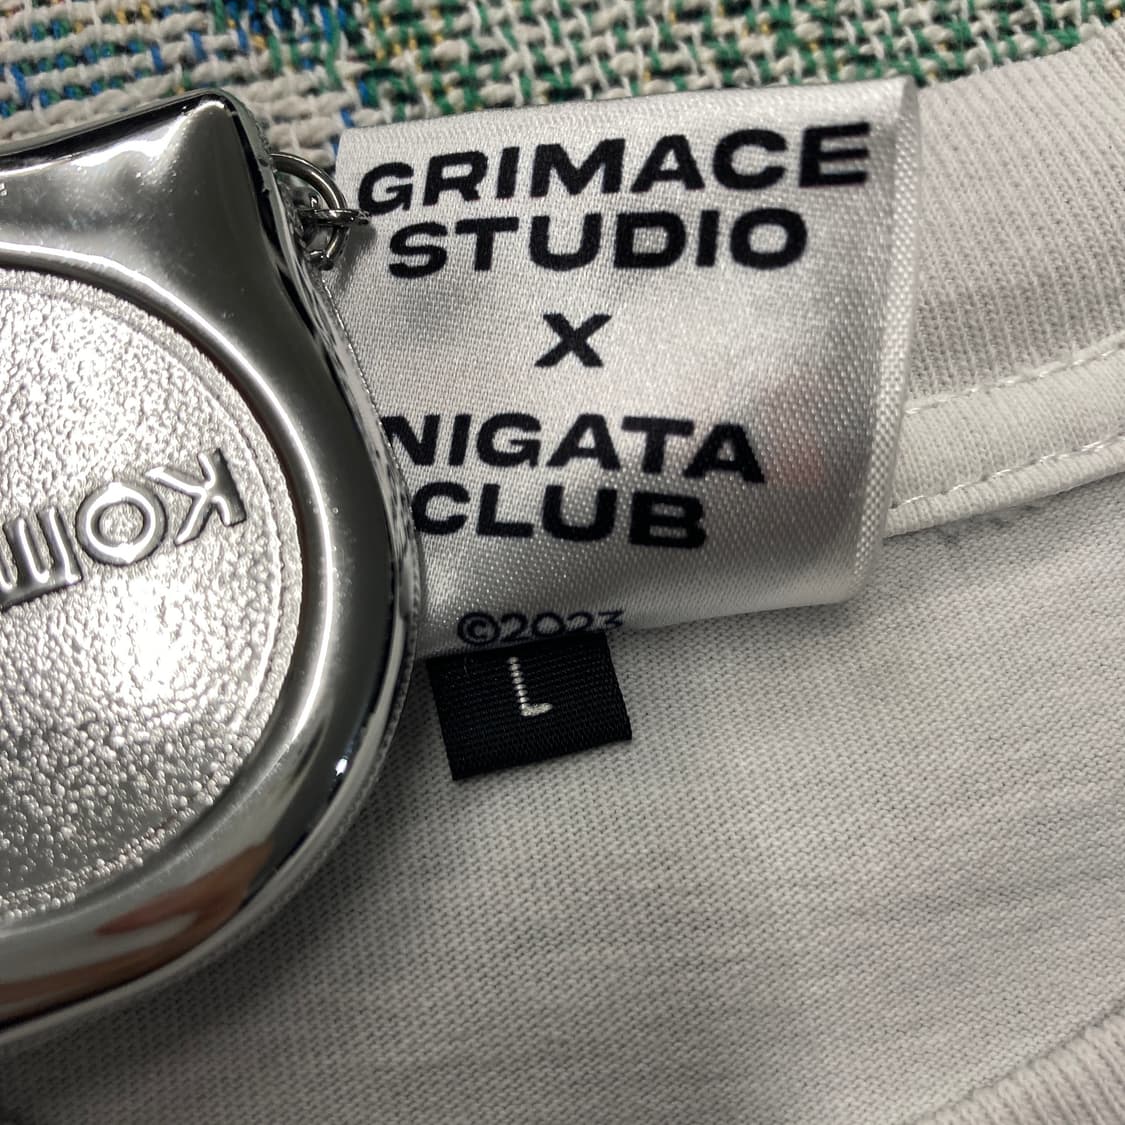 GRIMACE
STUDIO
X
NIGATA
CLUB
©2023
L